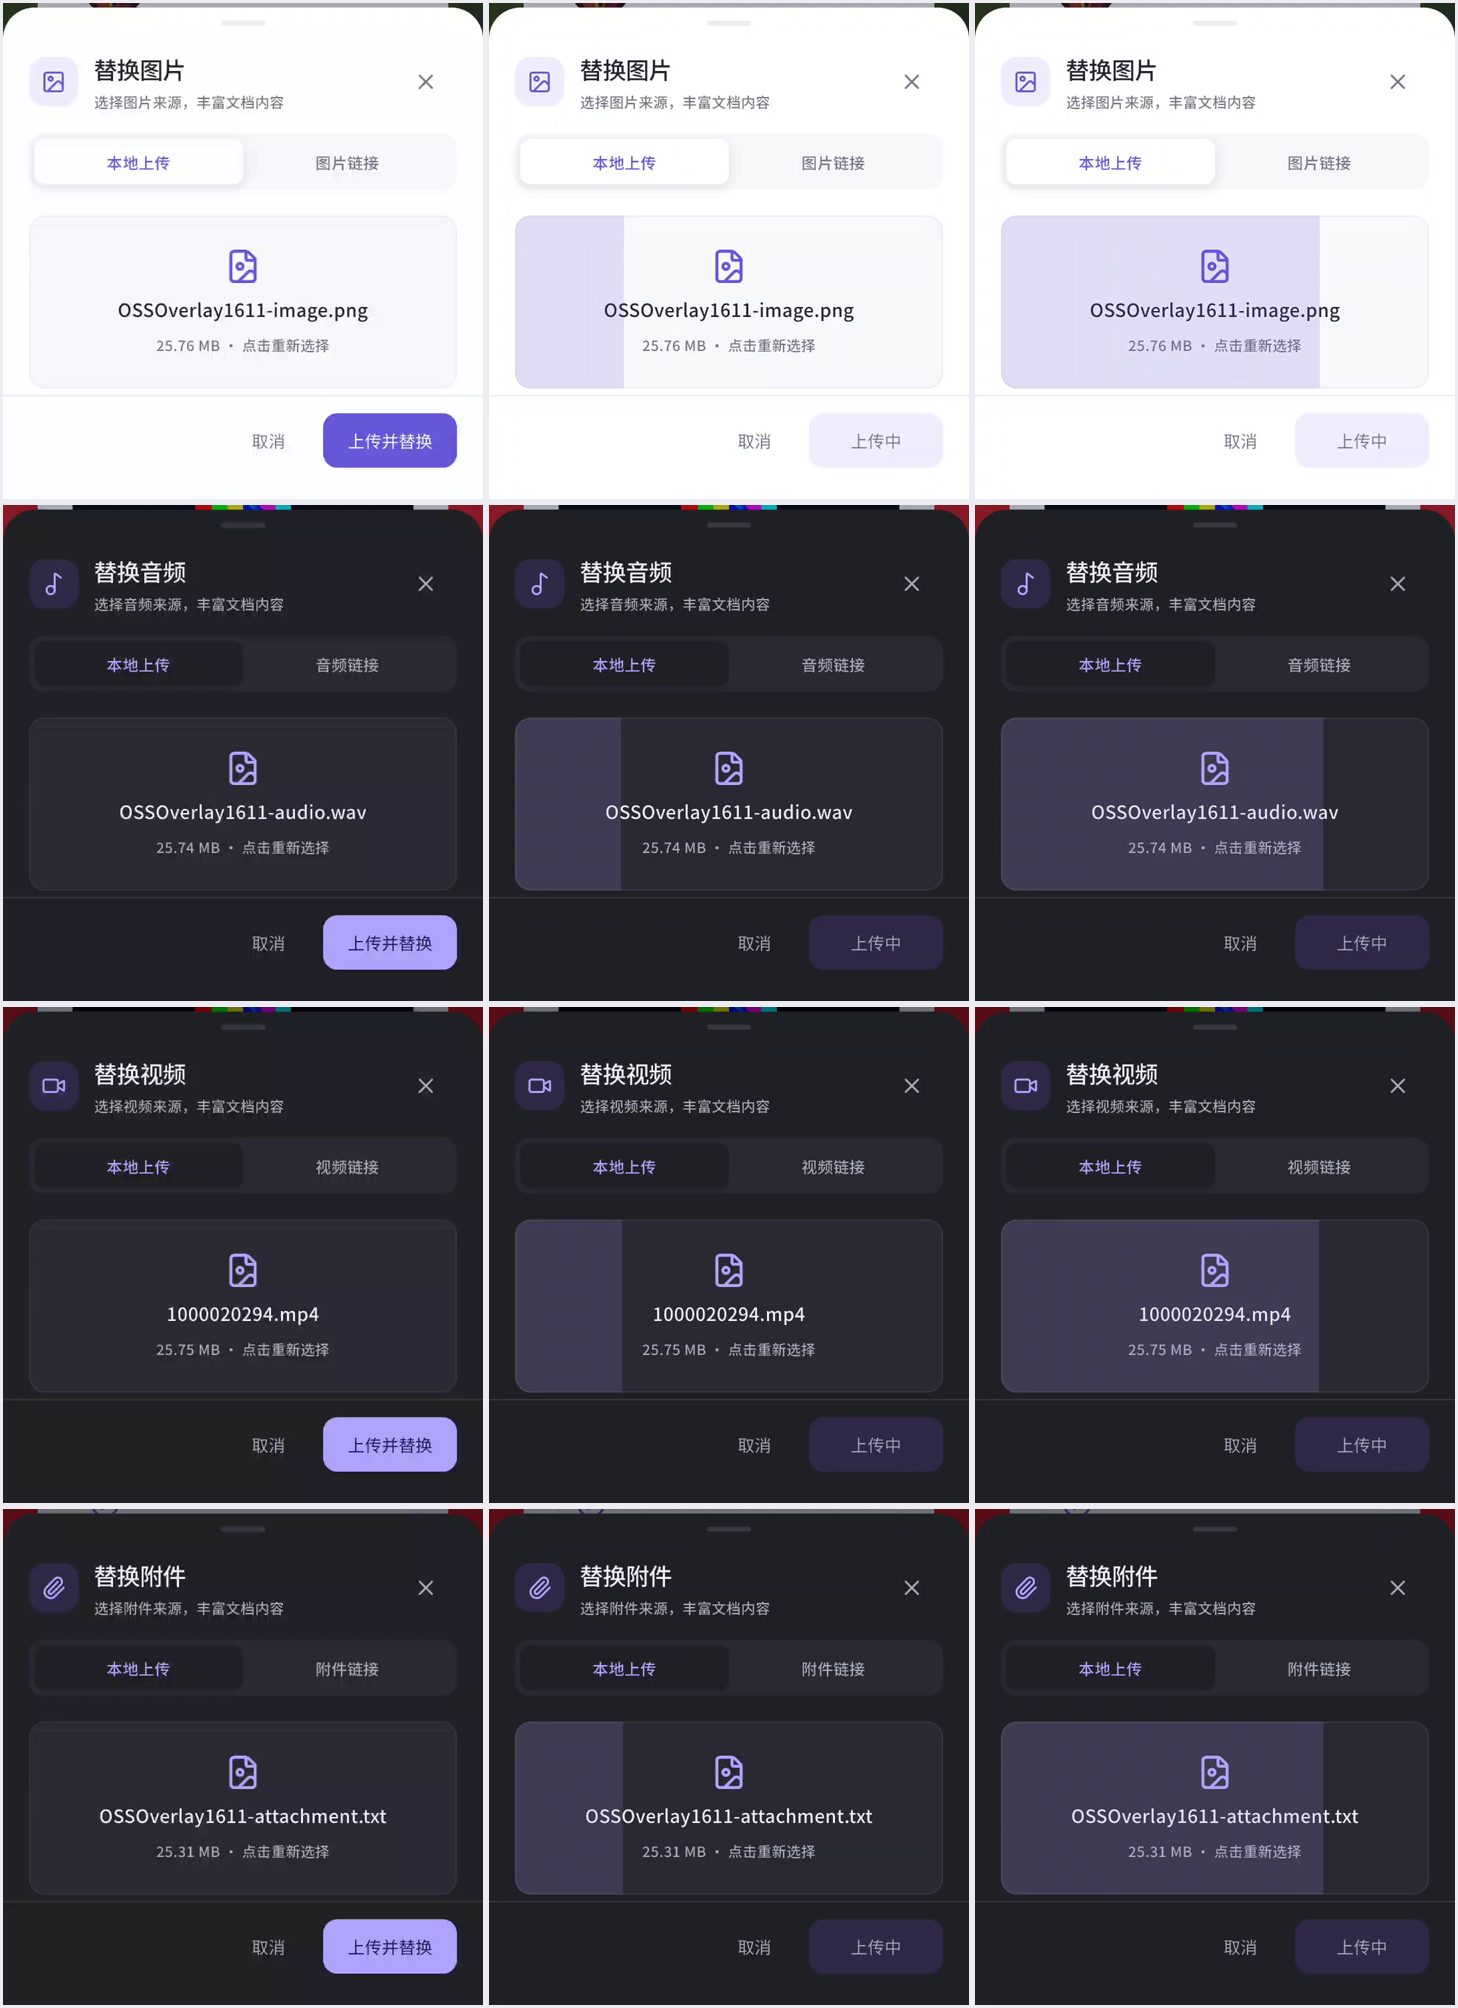 替换图片
选择图片来源，丰富文档内容
本地上传
图片链接
OSSOverlay1611-image.png
25.76 MB • 点击重新选择
取消
上传并替换
替换图片
选择图片来源，丰富文档内容
本地上传
图片链接
OSSOverlay1611-image.png
25.76 MB • 点击重新选择
取消
上传中
替换图片
选择图片来源，丰富文档内容
本地上传
图片链接
OSSOverlay1611-image.png
25.76 MB • 点击重新选择
取消
上传中
替换音频
选择音频来源，丰富文档内容
本地上传
音频链接
OSSOverlay1611-audio.wav
25.74 MB • 点击重新选择
取消
上传并替换
替换音频
选择音频来源，丰富文档内容
本地上传
音频链接
OSSOverlay1611-audio.wav
25.74 MB • 点击重新选择
取消
上传中
替换音频
选择音频来源，丰富文档内容
本地上传
音频链接
OSSOverlay1611-audio.wav
25.74 MB • 点击重新选择
取消
上传中
替换视频
选择视频来源，丰富文档内容
本地上传
视频链接
1000020294.mp4
25.75 MB • 点击重新选择
取消
上传并替换
替换视频
选择视频来源，丰富文档内容
本地上传
视频链接
1000020294.mp4
25.75 MB • 点击重新选择
取消
上传中
替换视频
选择视频来源，丰富文档内容
本地上传
视频链接
1000020294.mp4
25.75 MB • 点击重新选择
取消
上传中
替换附件
选择附件来源，丰富文档内容
本地上传
附件链接
OSSOverlay1611-attachment.txt
25.31 MB • 点击重新选择
取消
上传并替换
替换附件
选择附件来源，丰富文档内容
本地上传
附件链接
OSSOverlay1611-attachment.txt
25.31 MB • 点击重新选择
取消
上传中
替换附件
选择附件来源，丰富文档内容
本地上传
附件链接
OSSOverlay1611-attachment.txt
25.31 MB • 点击重新选择
取消
上传中